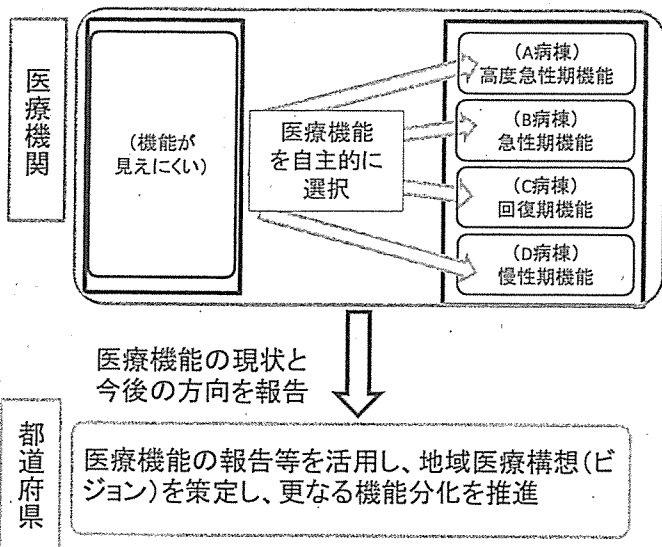 医療機関
(機能が
見えにくい)
医療機能
を自主的に
選択
(A病棟)
高度急性期機能
(B病棟)
急性期機能
(C病棟)
回復期機能
(D病棟)
慢性期機能
医療機能の現状と
今後の方向を報告
都道府県
医療機能の報告等を活用し、地域医療構想(ビ
ジョン)を策定し、更なる機能分化を推進